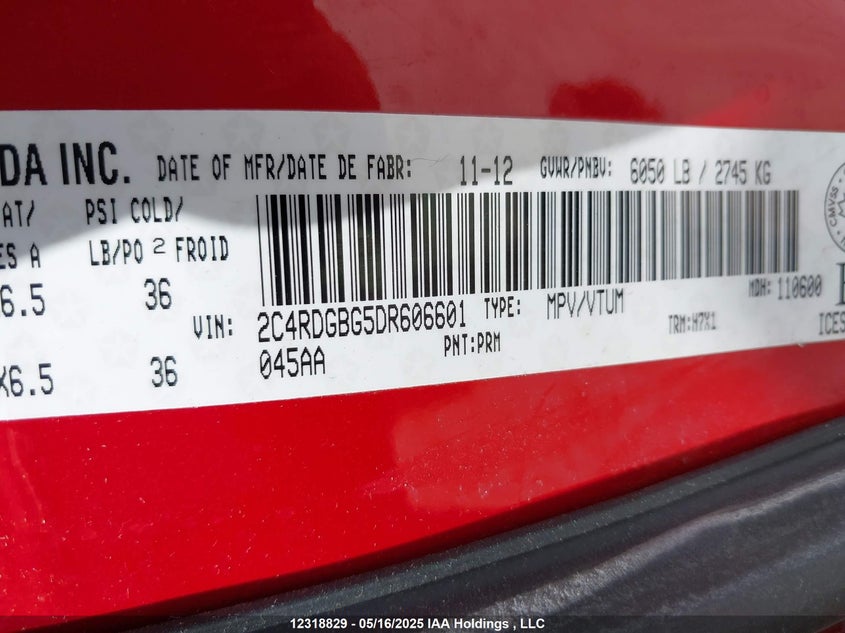 DA INC. DATE OF MFR/DATE DE FABR: 11-12 GVWR/PNBV: 6050 LB / 2745 KG
AT/ PSI COLD/
ES A LB/PO 2 FROID
6.5 36 MDH: 110600
VIN: 2C4RDGBG5DR606601 TYPE: MPV/VTUM TRM:H7X1 ICES
X6.5 36 045AA PNT:PRM
CMVSS
12318829 - 05/16/2025 IAA Holdings , LLC